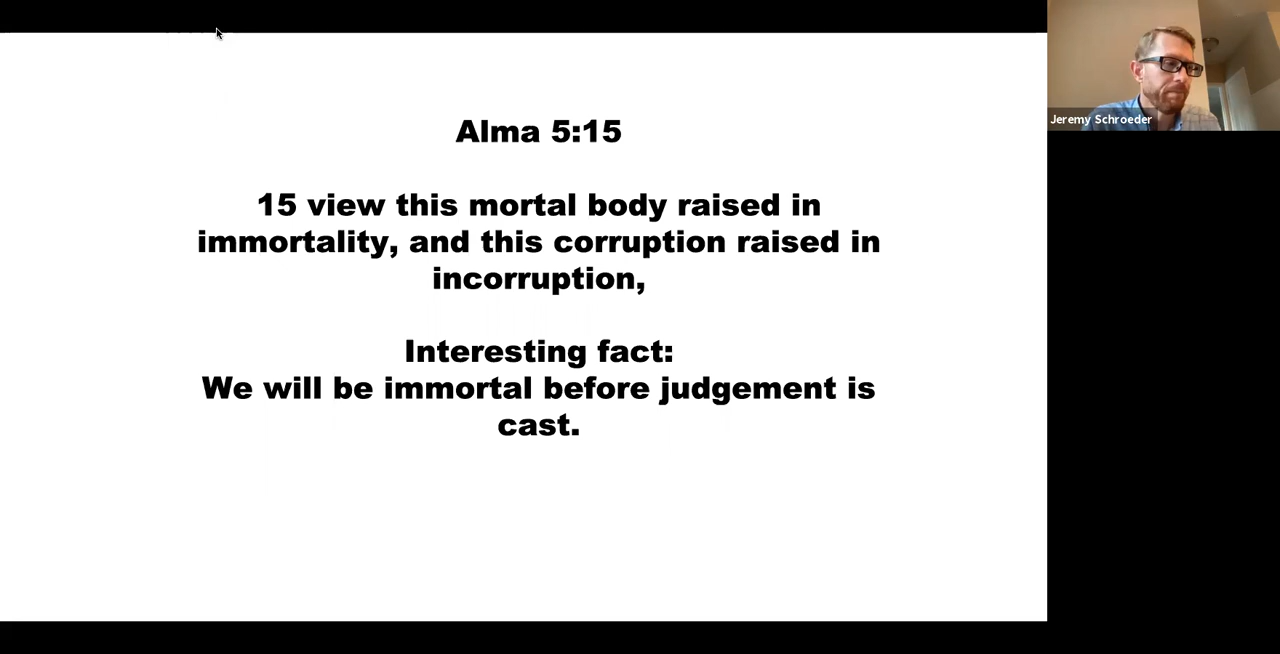 Alma 5:15
15 view this mortal body raised in
immortality, and this corruption raised in
incorruption,
Interesting fact:
We will be immortal before judgement is
cast.
Jeremy Schroeder